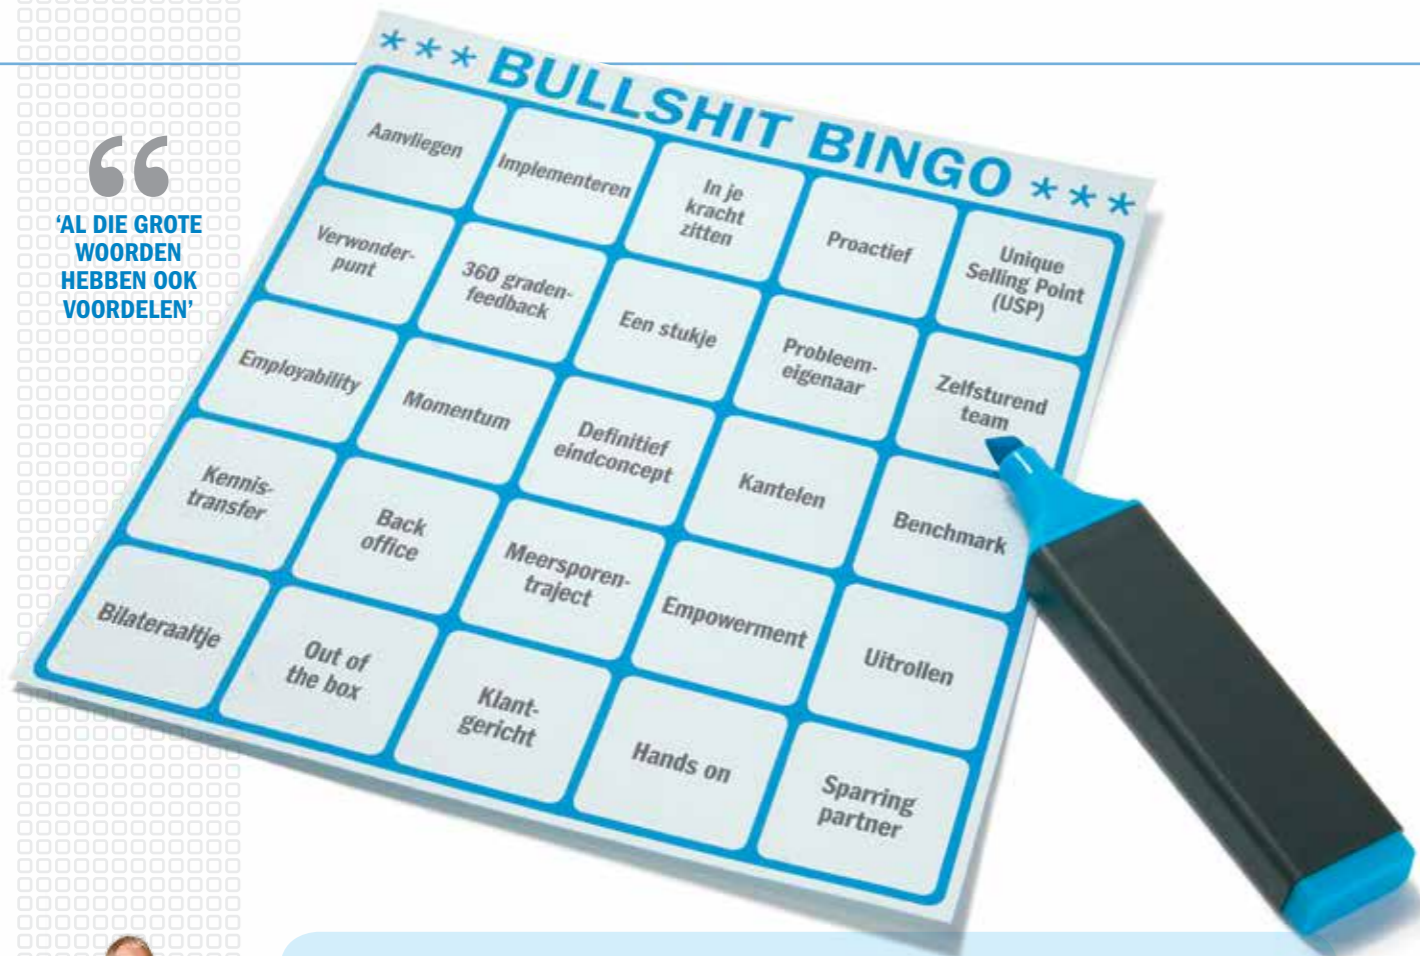 *** BULLSHIT BINGO ***
“
‘AL DIE GROTE
WOORDEN
HEBBEN OOK
VOORDELEN’
Aanvliegen
Implementeren
In je
kracht
zitten
Proactief
Unique
Selling Point
(USP)
Verwonder-
punt
360 graden-
feedback
Een stukje
Probleem-
eigenaar
Zelfsturend
team
Employability
Momentum
Definitief
eindconcept
Kantelen
Benchmark
Kennis-
transfer
Back
office
Meersporen-
traject
Empowerment
Uitrollen
Bilateraaltje
Out of
the box
Klant-
gericht
Hands on
Sparring
partner